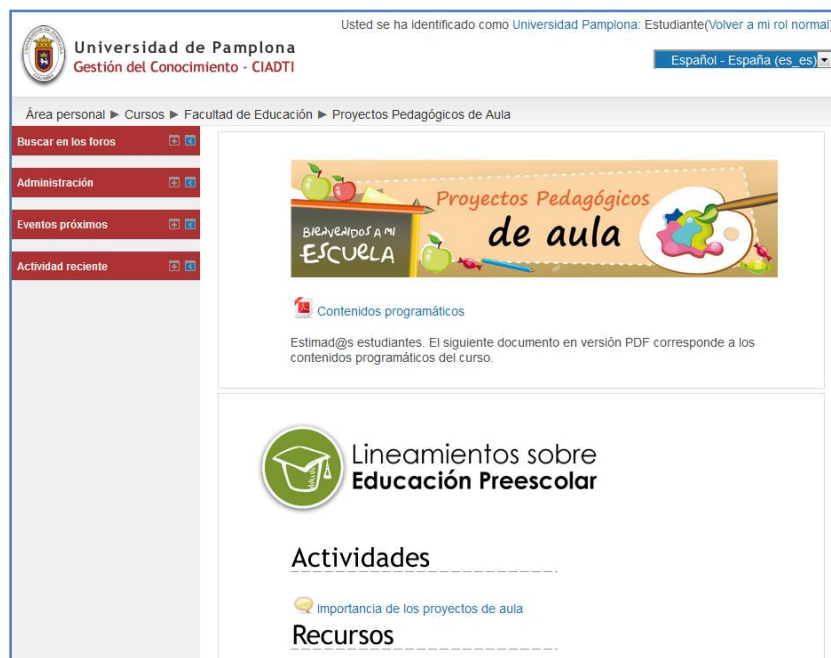 Usted se ha identificado como Universidad Pamplona: Estudiante(Volver a mi rol normal)
Universidad de Pamplona
Gestión del Conocimiento - CIADTI
Español - España (es_es)
Área personal ► Cursos ► Facultad de Educación ► Proyectos Pedagógicos de Aula
Buscar en los foros
Administración
Eventos próximos
Actividad reciente
BIENVENIDOS A MI
ESCUELA
Proyectos Pedagógicos
de aula
Contenidos programáticos
Estimad@s estudiantes. El siguiente documento en versión PDF corresponde a los
contenidos programáticos del curso.
Lineamientos sobre
Educación Preescolar
Actividades
Importancia de los proyectos de aula
Recursos